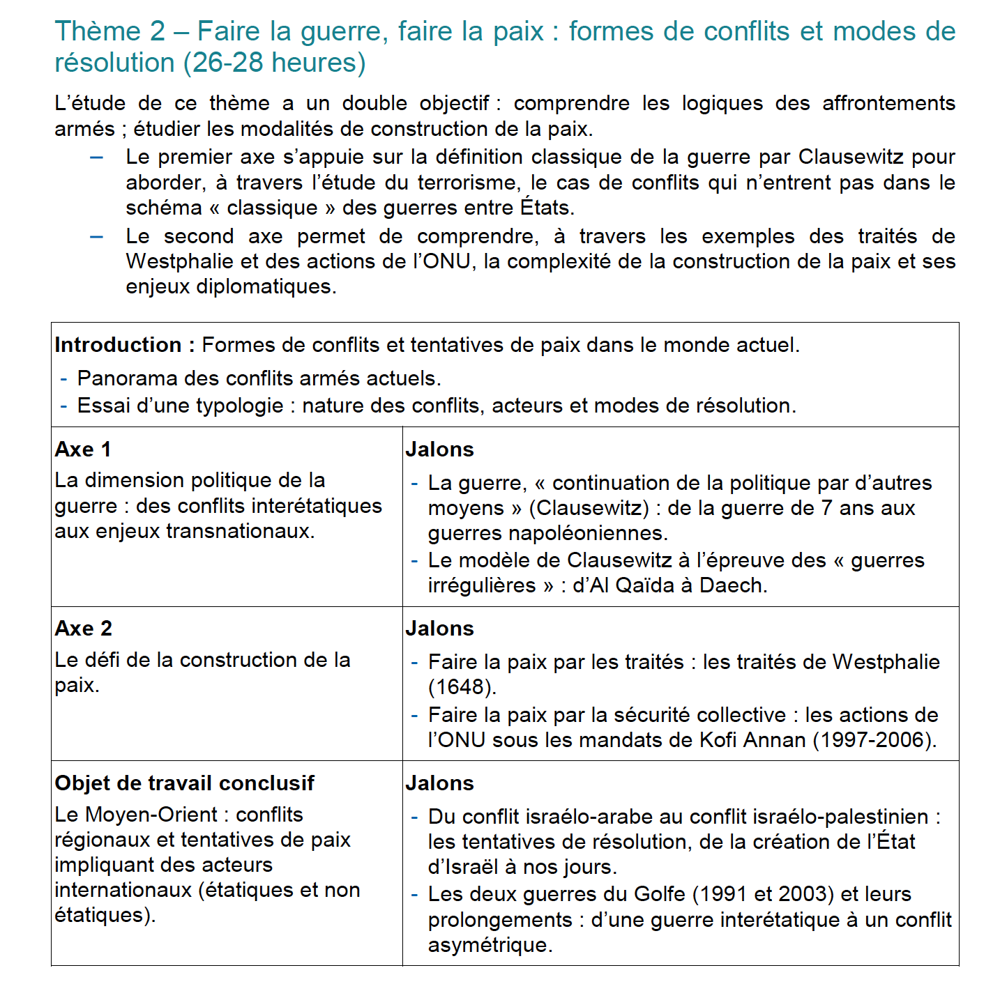 Thème 2 – Faire la guerre, faire la paix : formes de conflits et modes de
résolution (26-28 heures)
L’étude de ce thème a un double objectif : comprendre les logiques des affrontements
armés ; étudier les modalités de construction de la paix.
– Le premier axe s’appuie sur la définition classique de la guerre par Clausewitz pour
aborder, à travers l’étude du terrorisme, le cas de conflits qui n’entrent pas dans le
schéma « classique » des guerres entre États.
– Le second axe permet de comprendre, à travers les exemples des traités de
Westphalie et des actions de l’ONU, la complexité de la construction de la paix et ses
enjeux diplomatiques.
Introduction : Formes de conflits et tentatives de paix dans le monde actuel.
- Panorama des conflits armés actuels.
- Essai d’une typologie : nature des conflits, acteurs et modes de résolution.
Axe 1
La dimension politique de la
guerre : des conflits interétatiques
aux enjeux transnationaux.
Jalons
- La guerre, « continuation de la politique par d’autres
moyens » (Clausewitz) : de la guerre de 7 ans aux
guerres napoléoniennes.
- Le modèle de Clausewitz à l’épreuve des « guerres
irrégulières » : d’Al Qaïda à Daech.
Axe 2
Le défi de la construction de la
paix.
Jalons
- Faire la paix par les traités : les traités de Westphalie
(1648).
- Faire la paix par la sécurité collective : les actions de
l’ONU sous les mandats de Kofi Annan (1997-2006).
Objet de travail conclusif
Le Moyen-Orient : conflits
régionaux et tentatives de paix
impliquant des acteurs
internationaux (étatiques et non
étatiques).
Jalons
- Du conflit israélo-arabe au conflit israélo-palestinien :
les tentatives de résolution, de la création de l’État
d’Israël à nos jours.
- Les deux guerres du Golfe (1991 et 2003) et leurs
prolongements : d’une guerre interétatique à un conflit
asymétrique.